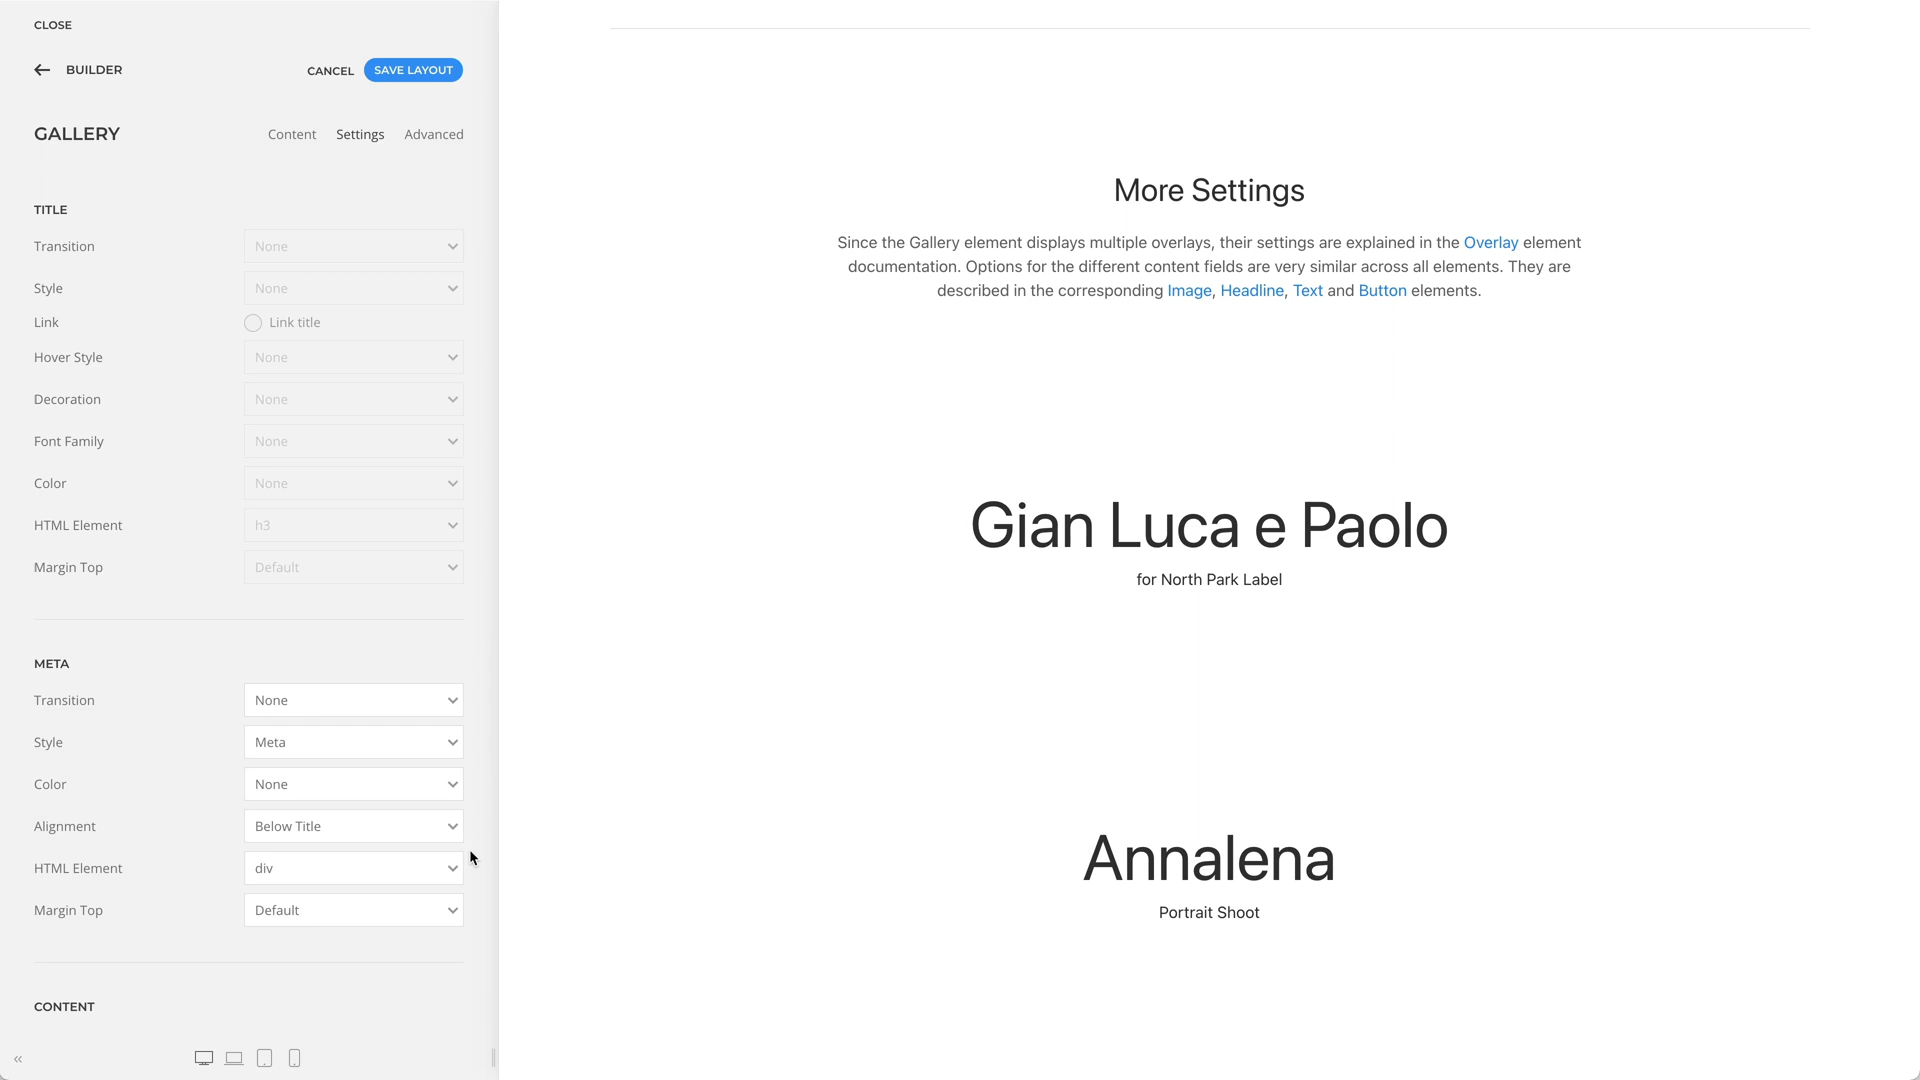 CLOSE
BUILDER
CANCEL
SAVE LAYOUT
GALLERY
Content
Settings
Advanced
TITLE
Transition
None
Style
None
Link
Link title
Hover Style
None
Decoration
None
Font Family
None
Color
None
HTML Element
h3
Margin Top
Default
META
Transition
None
Style
Meta
Color
None
Alignment
Below Title
HTML Element
div
Margin Top
Default
CONTENT
More Settings
Since the Gallery element displays multiple overlays, their settings are explained in the Overlay element
documentation. Options for the different content fields are very similar across all elements. They are
described in the corresponding Image, Headline, Text and Button elements.
Gian Luca e Paolo
for North Park Label
Annalena
Portrait Shoot